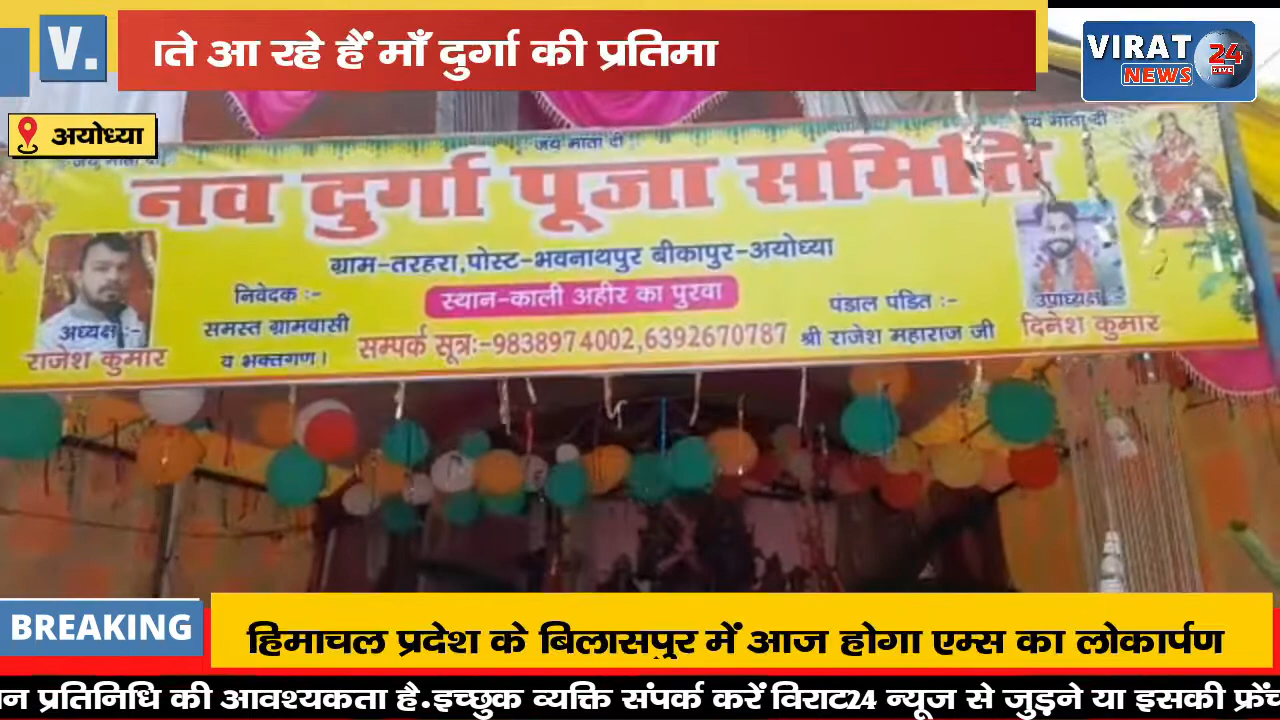 V.
ते आ रहे हैं माँ दुर्गा की प्रतिमा
VIRAT 24
NEWS LIVE
अयोध्या
जय माता दी
जय माता दी
जय माता दी
नव दुर्गा पूजा समिति
ग्राम-तरहरा,पोस्ट-भवनाथपुर बीकापुर-अयोध्या
स्थान-काली अहीर का पुरवा
निवेदक :-
समस्त ग्रामवासी
व भक्तगण।
सम्पर्क सूत्र:-9838974002,6392670787
पंडाल पंडित :-
श्री राजेश महाराज जी
अध्यक्ष :-
राजेश कुमार
उपाध्यक्ष :-
दिनेश कुमार
BREAKING
हिमाचल प्रदेश के बिलासपुर में आज होगा एम्स का लोकार्पण
न प्रतिनिधि की आवश्यकता है.इच्छुक व्यक्ति संपर्क करें विराट24 न्यूज से जुड़ने या इसकी फ्रेंच